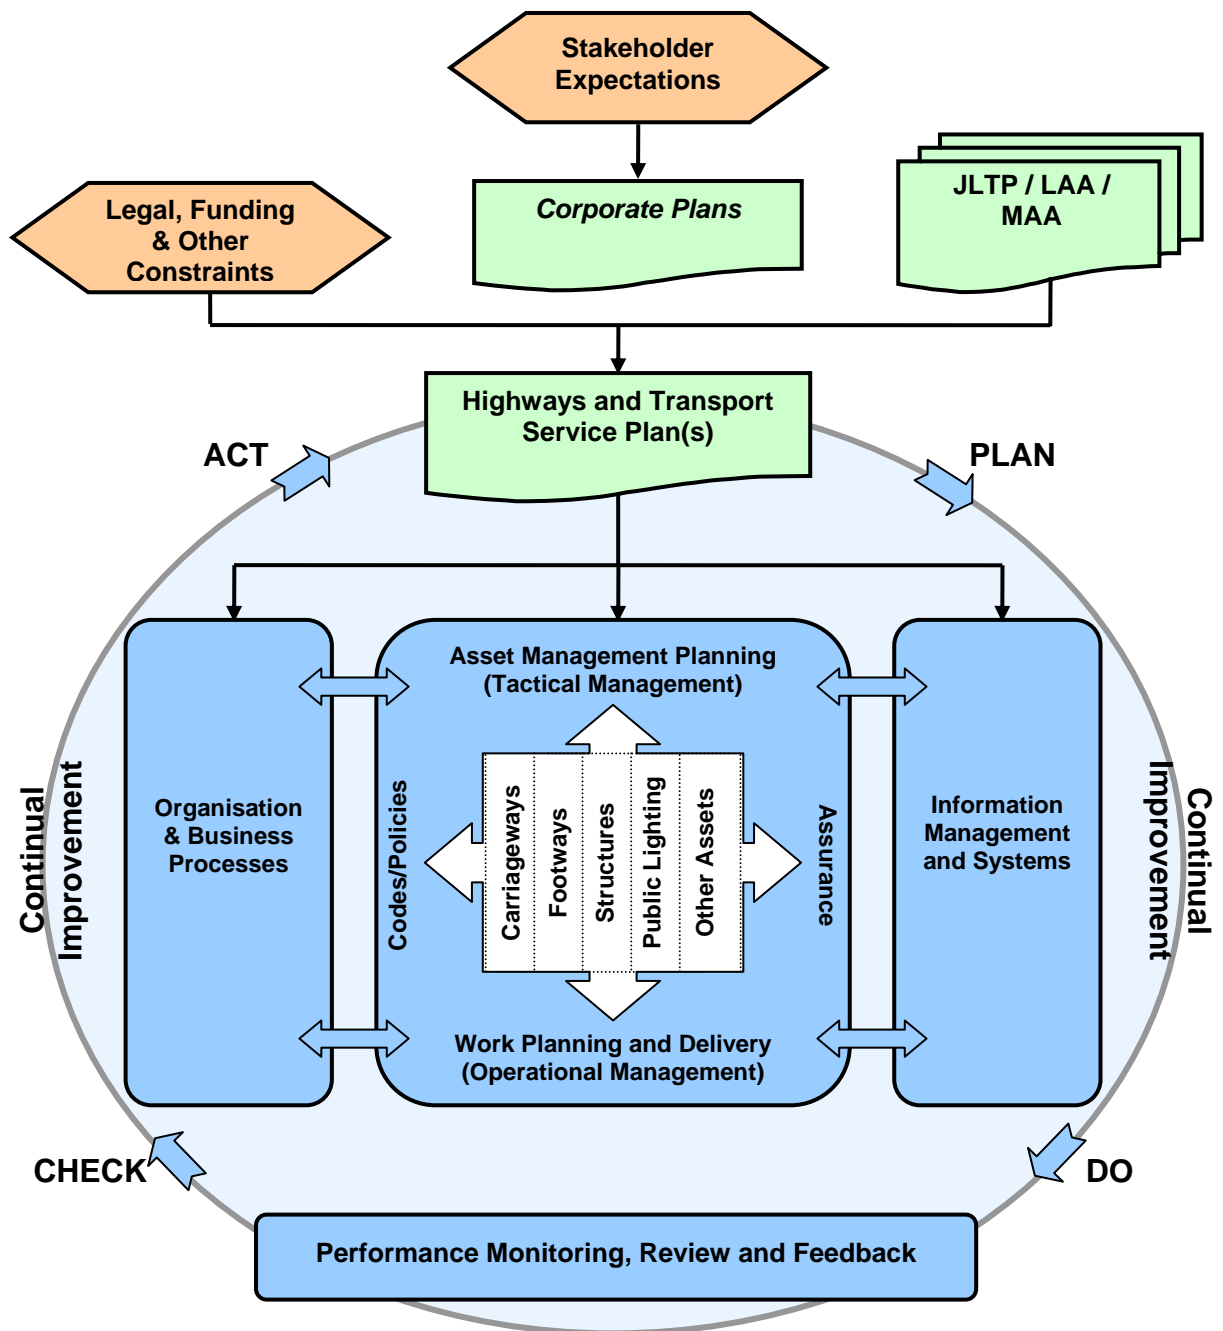 Stakeholder
Expectations
Legal, Funding
& Other
Constraints
Corporate Plans
JLTP / LAA /
MAA
Highways and Transport
Service Plan(s)
ACT
PLAN
Continual
Improvement
Organisation
& Business
Processes
Asset Management Planning
(Tactical Management)
Codes/Policies
Carriageways
Footways
Structures
Public Lighting
Other Assets
Assurance
Work Planning and Delivery
(Operational Management)
Information
Management
and Systems
Continual
Improvement
CHECK
DO
Performance Monitoring, Review and Feedback